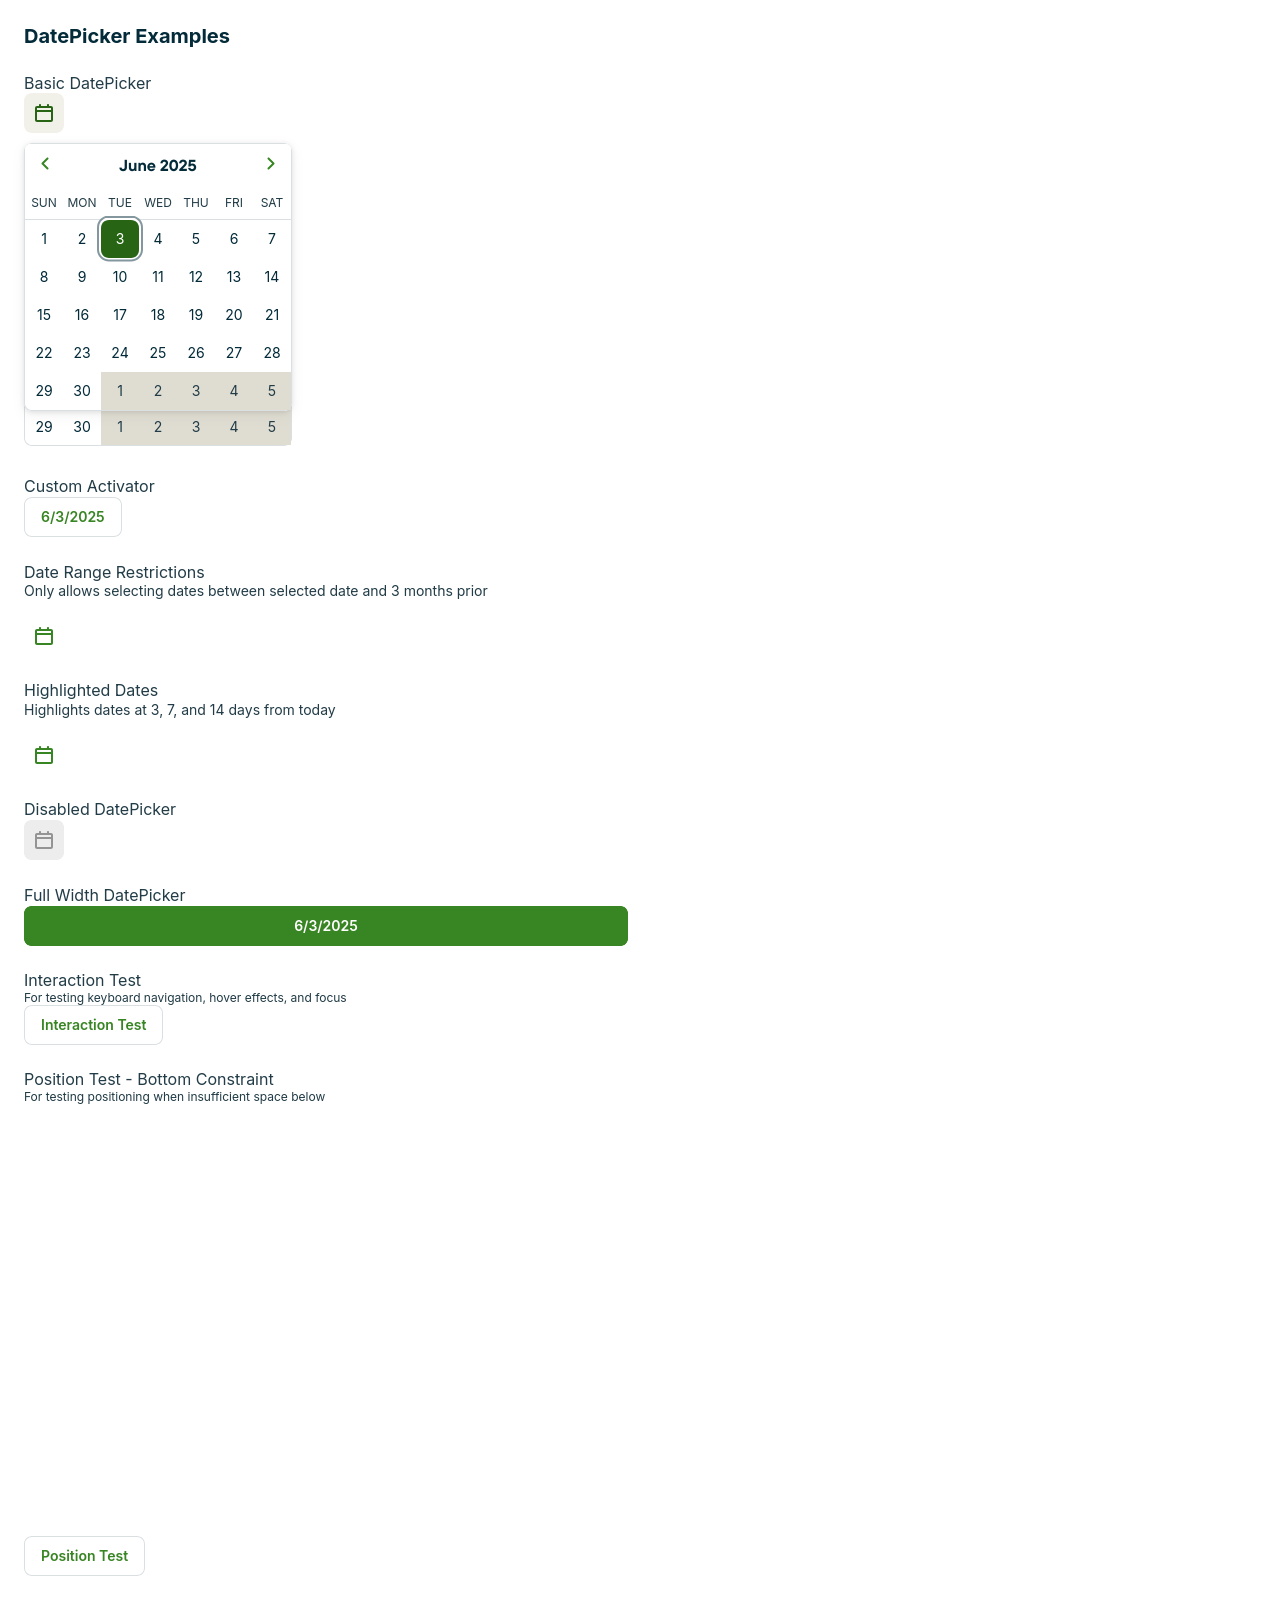 DatePicker Examples
Basic DatePicker
June 2025
SUN MON TUE WED THU FRI SAT
1 2 3 4 5 6 7
8 9 10 11 12 13 14
15 16 17 18 19 20 21
22 23 24 25 26 27 28
29 30 1 2 3 4 5
29 30 1 2 3 4 5
Custom Activator
6/3/2025
Date Range Restrictions
Only allows selecting dates between selected date and 3 months prior
Highlighted Dates
Highlights dates at 3, 7, and 14 days from today
Disabled DatePicker
Full Width DatePicker
6/3/2025
Interaction Test
For testing keyboard navigation, hover effects, and focus
Interaction Test
Position Test - Bottom Constraint
For testing positioning when insufficient space below
Position Test